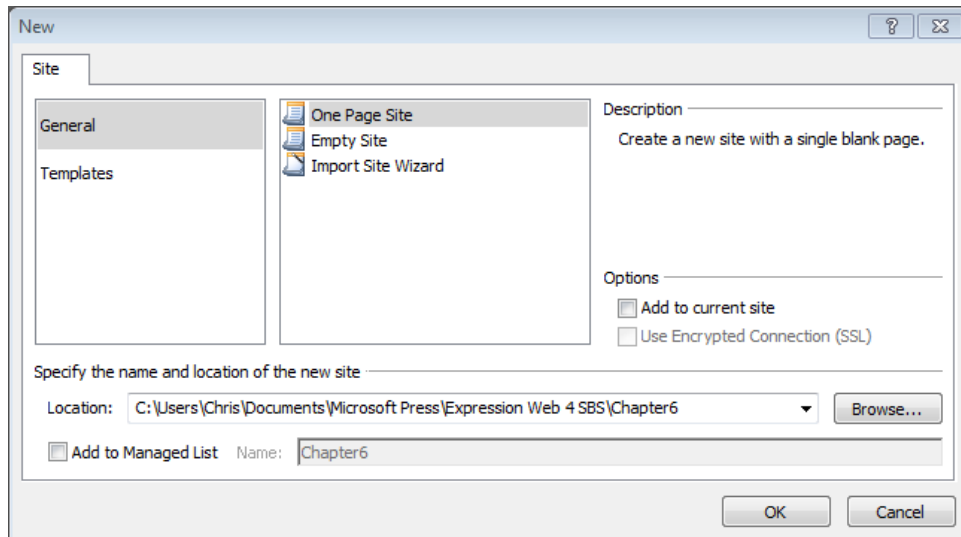 New
Site
General
Templates
One Page Site
Empty Site
Import Site Wizard
Description
Create a new site with a single blank page.
Options
Add to current site
Use Encrypted Connection (SSL)
Specify the name and location of the new site
Location: C:\Users\Chris\Documents\Microsoft Press\Expression Web 4 SBS\Chapter6 Browse...
Add to Managed List Name: Chapter6
OK Cancel